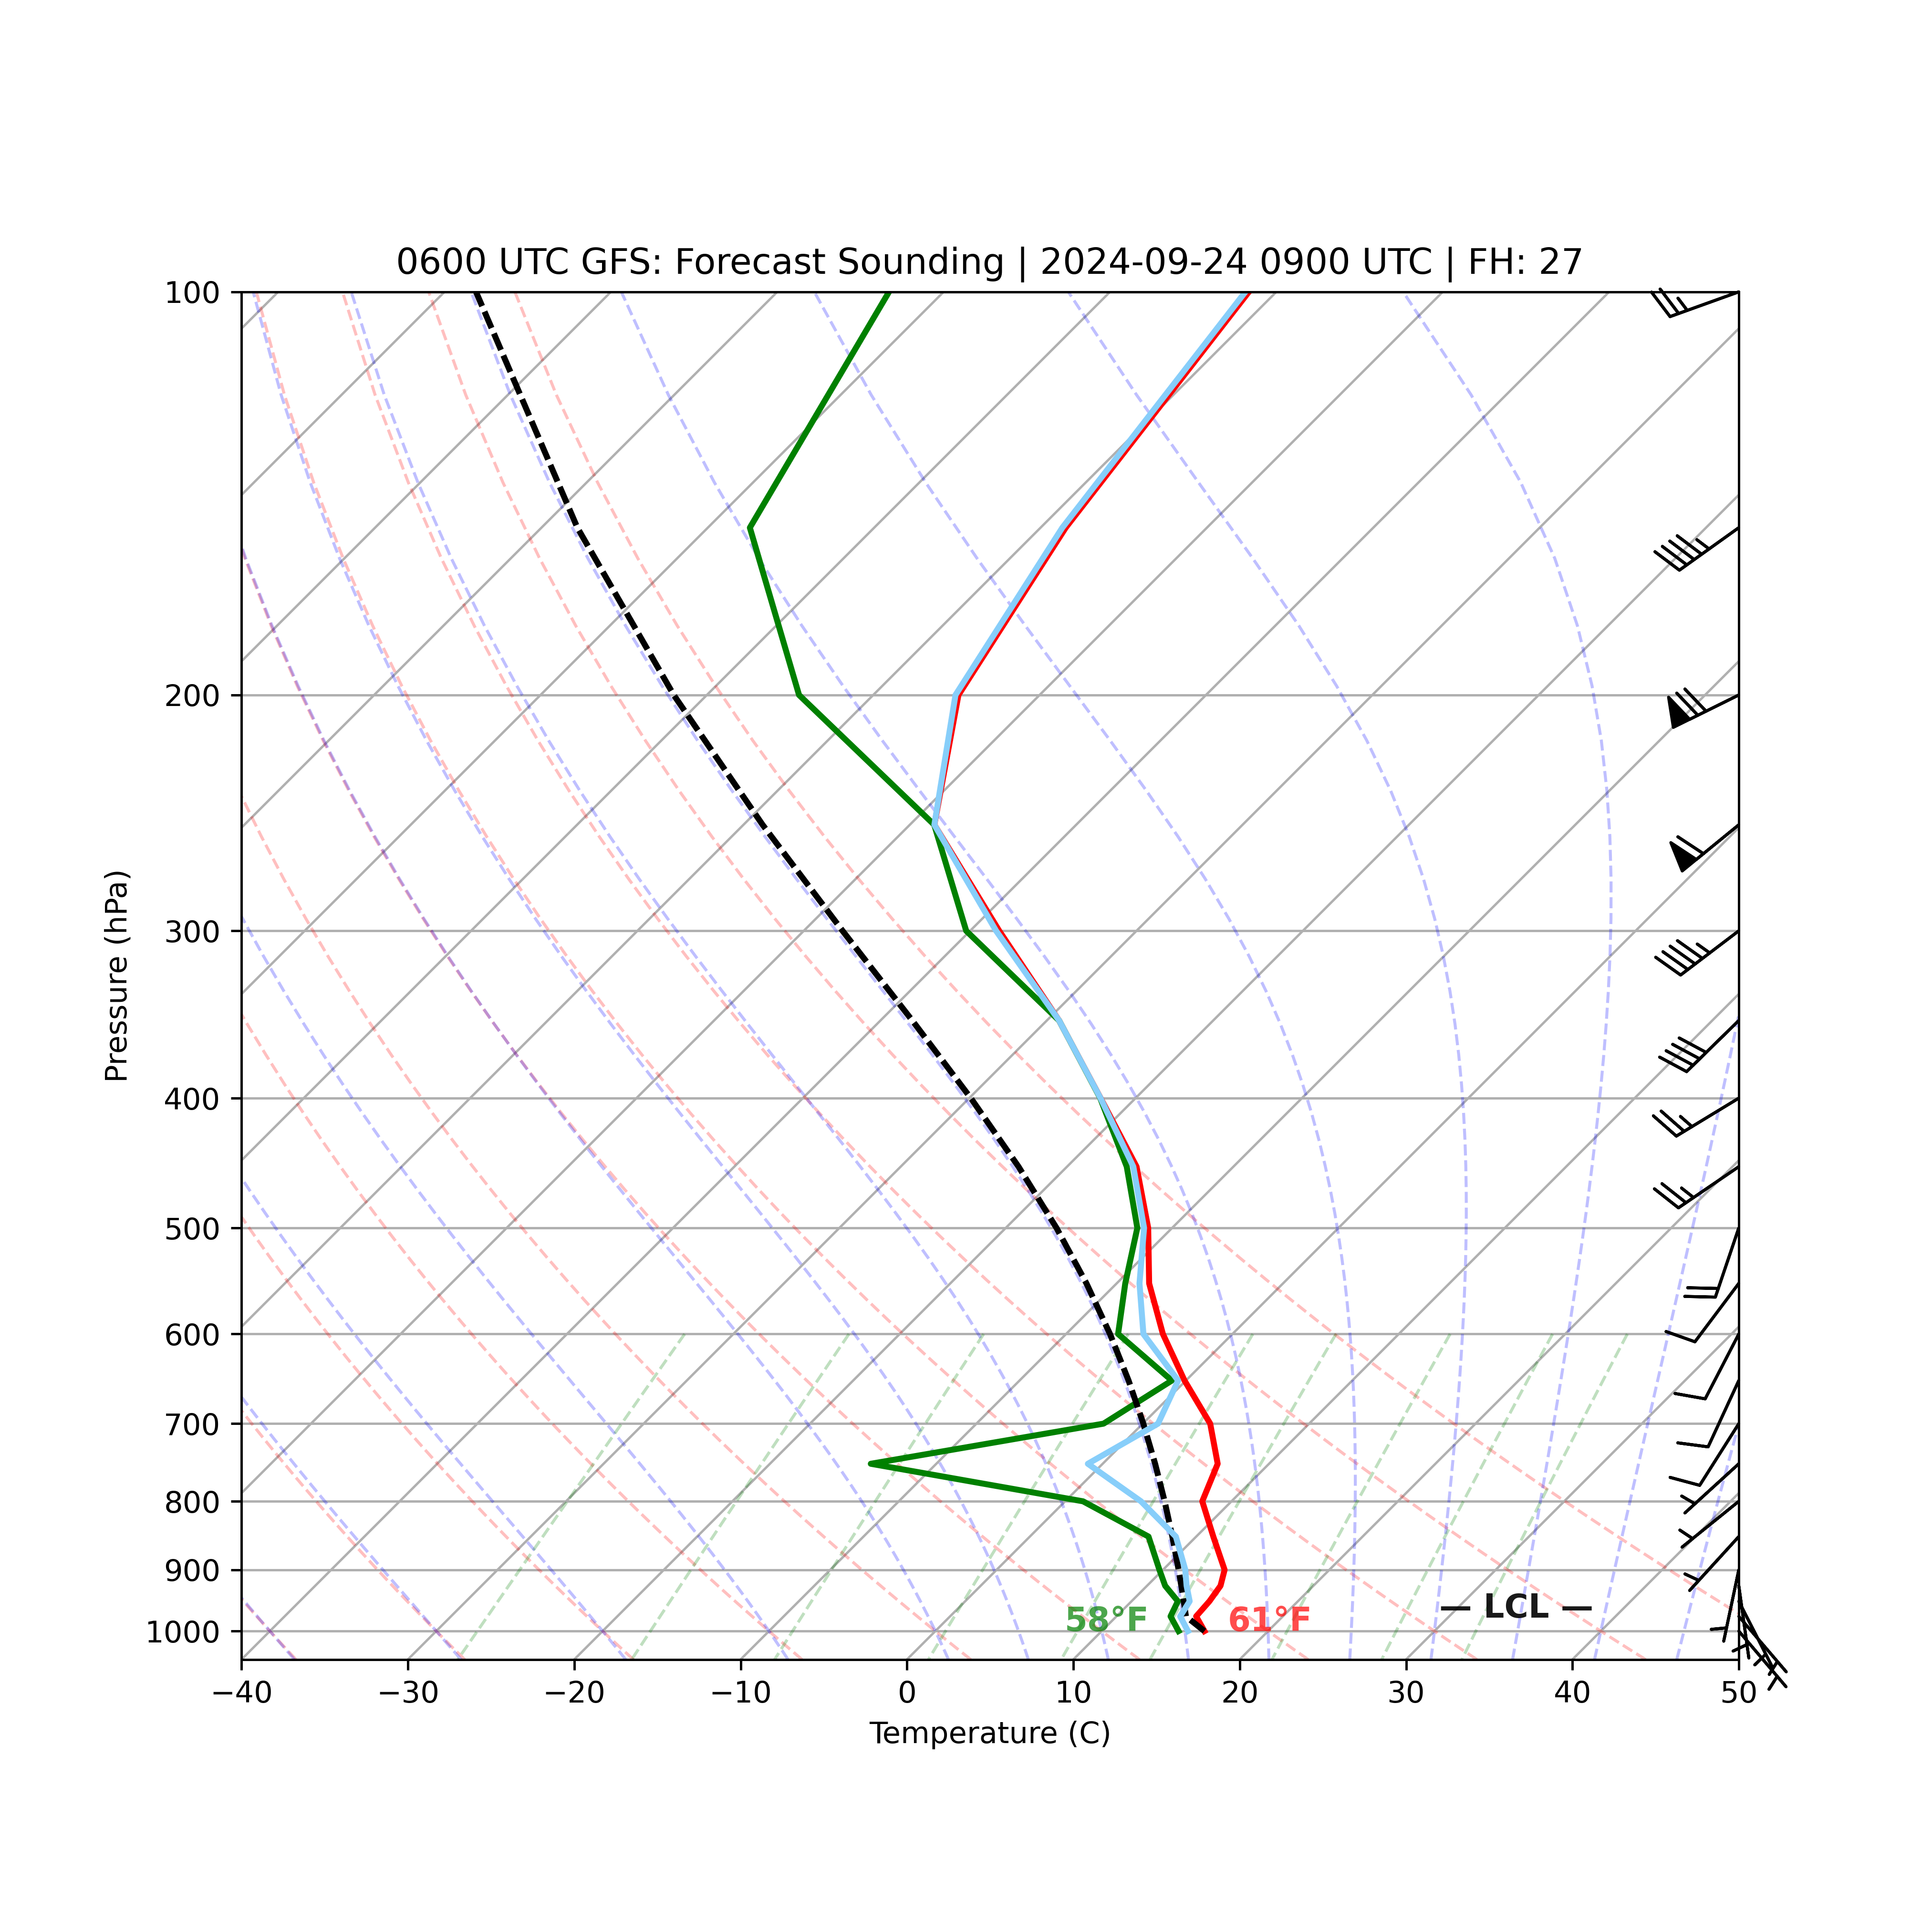 0600 UTC GFS: Forecast Sounding | 2024-09-24 0900 UTC | FH: 27
100
200
300
400
500
600
700
800
900
1000
Pressure (hPa)
58°F
61°F
— LCL —
−40 −30 −20 −10 0 10 20 30 40 50
Temperature (C)